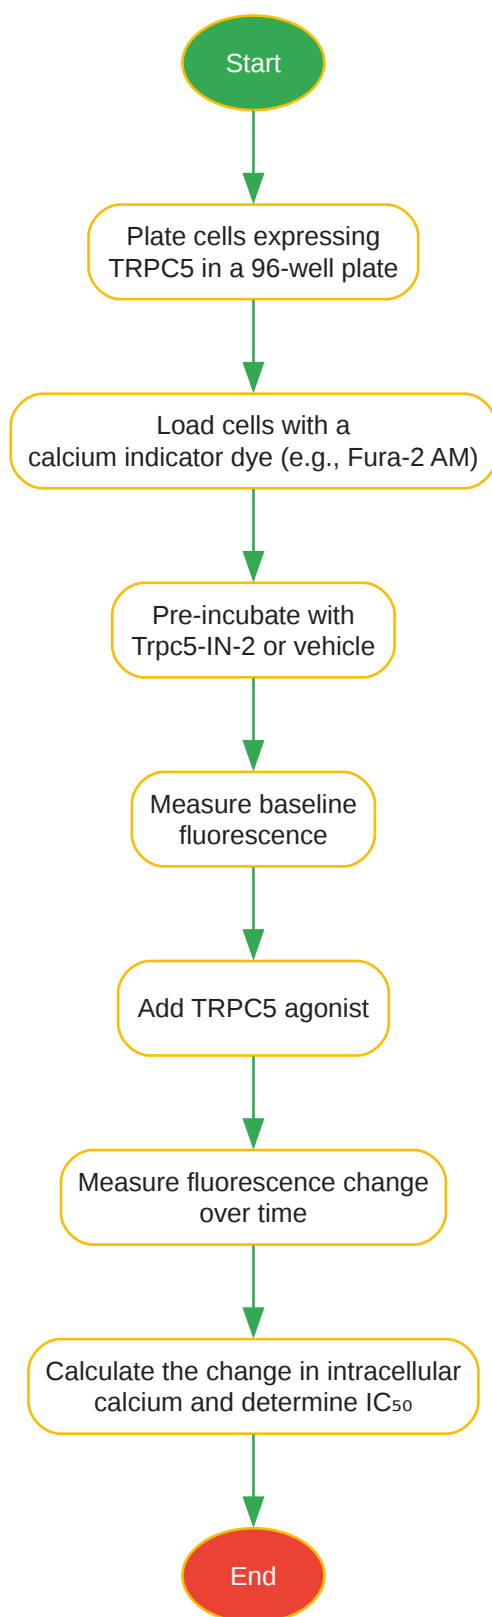 Start
Plate cells expressing
TRPC5 in a 96-well plate
Load cells with a
calcium indicator dye (e.g., Fura-2 AM)
Pre-incubate with
Trpc5-IN-2 or vehicle
Measure baseline
fluorescence
Add TRPC5 agonist
Measure fluorescence change
over time
Calculate the change in intracellular
calcium and determine IC₅₀
End